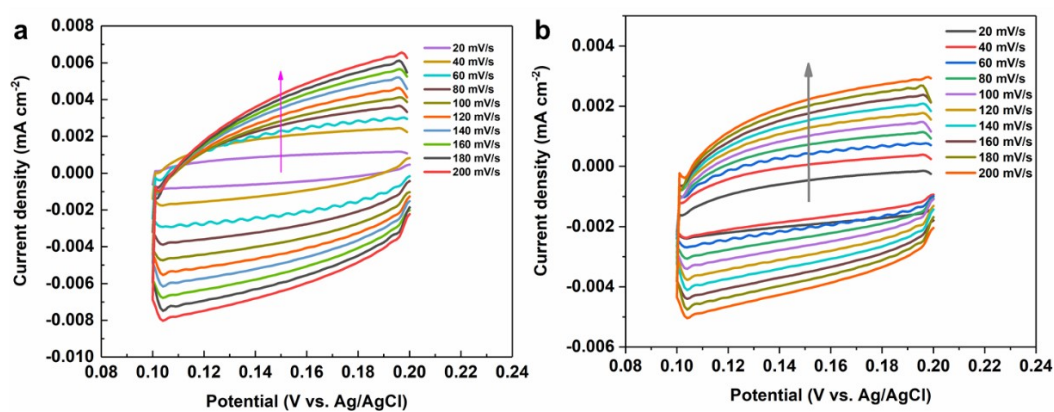 a
0.008
0.006
0.004
0.002
0.000
-0.002
-0.004
-0.006
-0.008
-0.010
Current density (mA cm⁻²)
20 mV/s
40 mV/s
60 mV/s
80 mV/s
100 mV/s
120 mV/s
140 mV/s
160 mV/s
180 mV/s
200 mV/s
0.08 0.10 0.12 0.14 0.16 0.18 0.20 0.22 0.24
Potential (V vs. Ag/AgCl)
b
0.004
0.002
0.000
-0.002
-0.004
-0.006
Current density (mA cm⁻²)
20 mV/s
40 mV/s
60 mV/s
80 mV/s
100 mV/s
120 mV/s
140 mV/s
160 mV/s
180 mV/s
200 mV/s
0.08 0.10 0.12 0.14 0.16 0.18 0.20 0.22 0.24
Potential (V vs. Ag/AgCl)